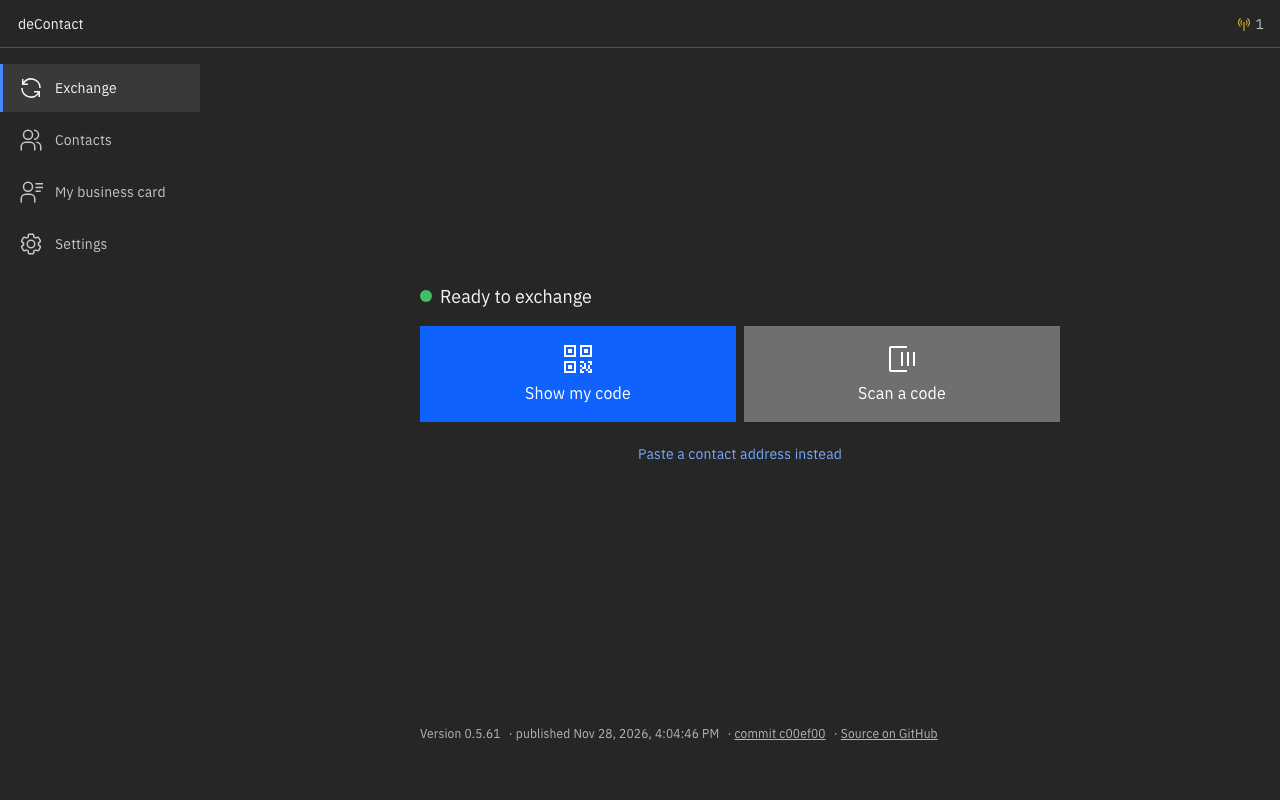 deContact
1
Exchange
Contacts
My business card
Settings
Ready to exchange
Show my code
Scan a code
Paste a contact address instead
Version 0.5.61 · published Nov 28, 2026, 4:04:46 PM · commit c00ef00 · Source on GitHub